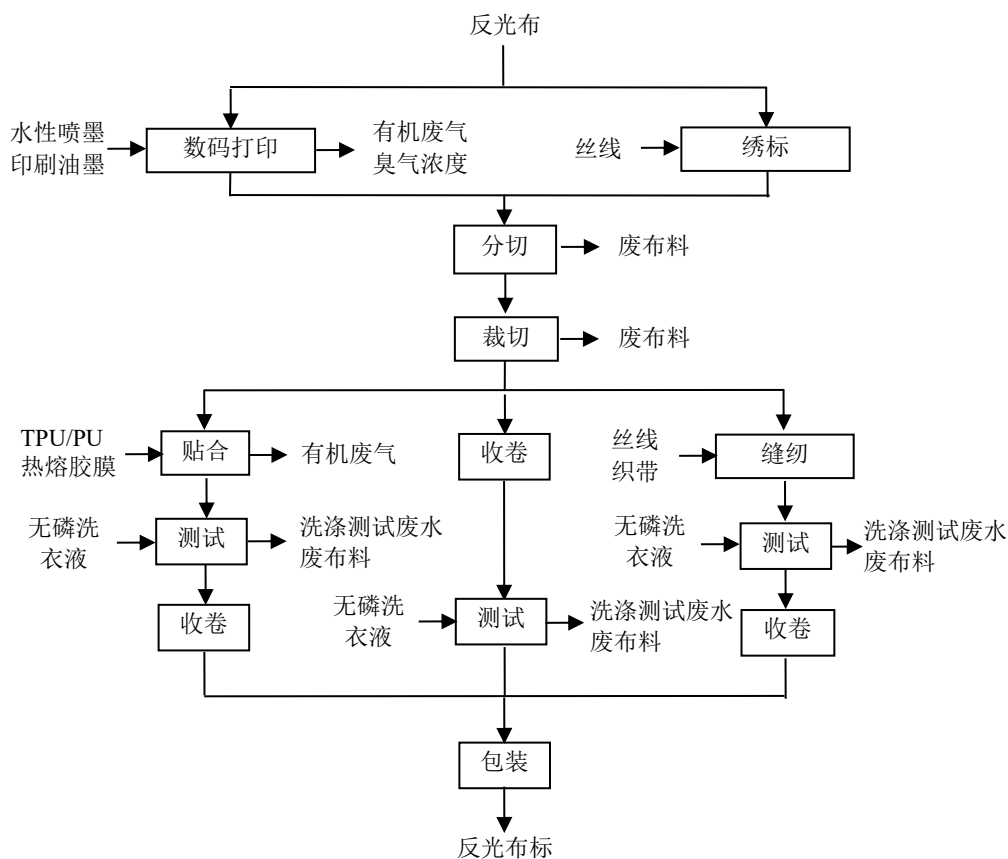 反光布
水性喷墨
印刷油墨
数码打印
有机废气
臭气浓度
丝线
绣标
分切
废布料
裁切
废布料
TPU/PU
热熔胶膜
贴合
有机废气
收卷
丝线
织带
缝纫
无磷洗
衣液
测试
洗涤测试废水
废布料
无磷洗
衣液
测试
洗涤测试废水
废布料
收卷
无磷洗
衣液
测试
洗涤测试废水
废布料
收卷
包装
反光布标